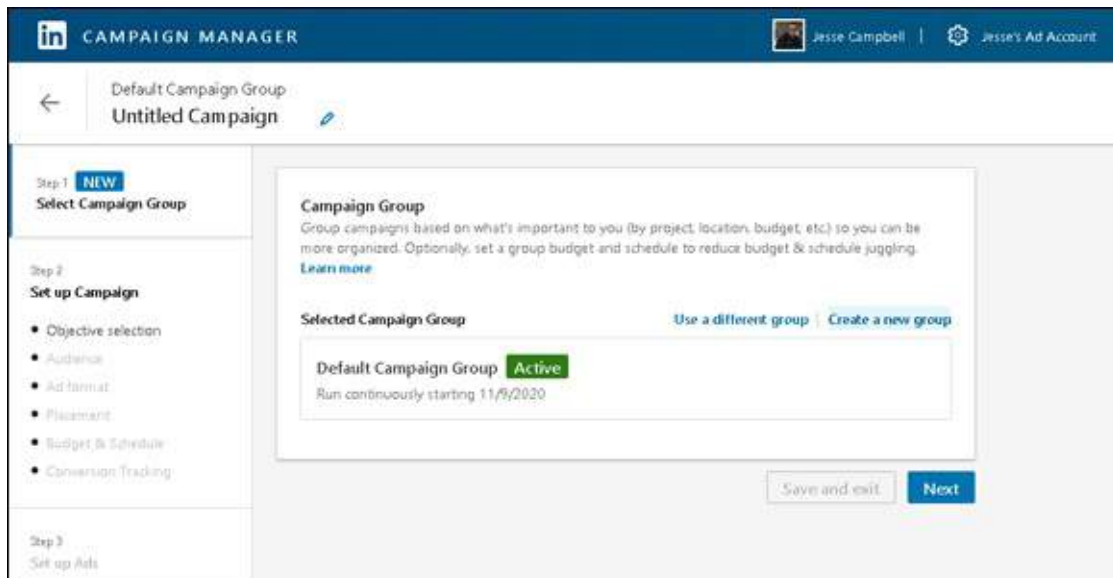 in CAMPAIGN MANAGER
Jesse Campbell | Jesse's Ad Account
Default Campaign Group
Untitled Campaign
Step 1 NEW
Select Campaign Group
Step 2
Set up Campaign
• Objective selection
• Audience
• Ad format
• Placement
• Budget & Schedule
• Conversion Tracking
Step 3
Set up Ads
Campaign Group
Group campaigns based on what's important to you (by project, location, budget, etc.) so you can be
more organized. Optionally, set a group budget and schedule to reduce budget & schedule juggling.
Learn more
Selected Campaign Group
Use a different group | Create a new group
Default Campaign Group Active
Run continuously starting 11/9/2020
Save and exit
Next